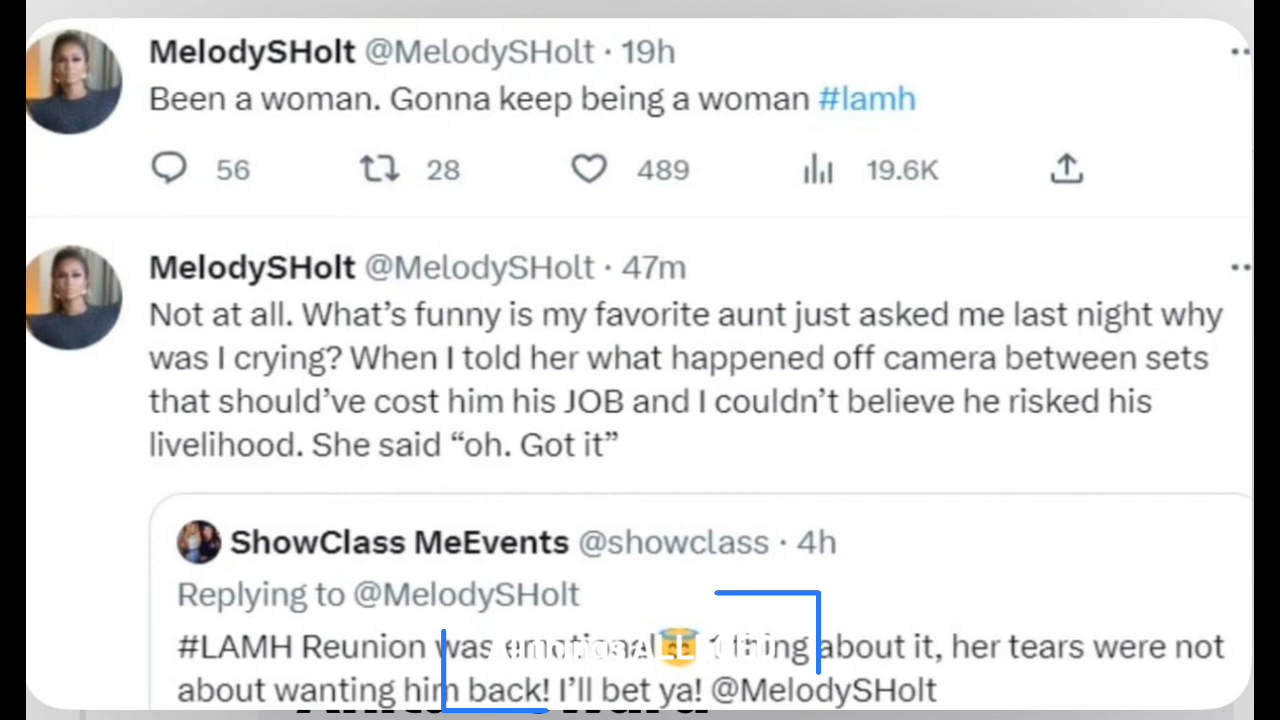 MelodySHolt @MelodySHolt · 19h
Been a woman. Gonna keep being a woman #lamh
56 28 489 19.6K
MelodySHolt @MelodySHolt · 47m
Not at all. What’s funny is my favorite aunt just asked me last night why
was I crying? When I told her what happened off camera between sets
that should’ve cost him his JOB and I couldn’t believe he risked his
livelihood. She said “oh. Got it”
ShowClass MeEvents @showclass · 4h
Replying to @MelodySHolt
#LAMH Reunion was thing about it, her tears were not
about wanting him back! I’ll bet ya! @MelodySHolt